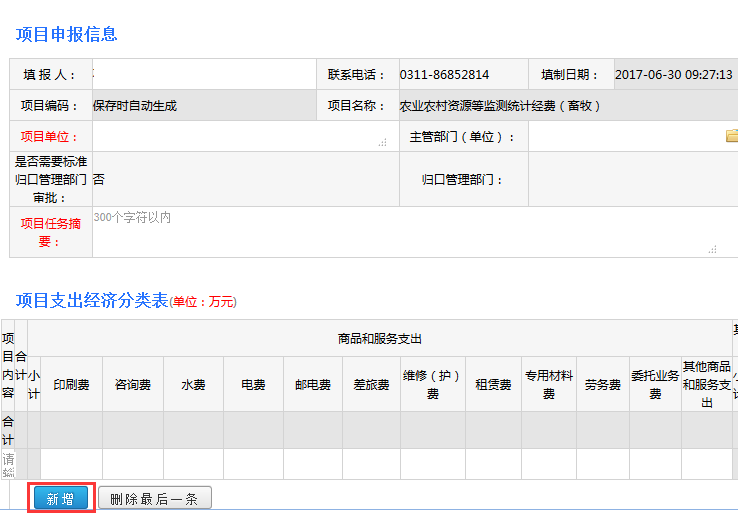 项目申报信息
填 报 人：
联系电话：
0311-86852814
填制日期：
2017-06-30 09:27:13
项目编码：
保存时自动生成
项目名称：
农业农村资源等监测统计经费（畜牧）
项目单位：
主管部门（单位）：
是否需要标准
归口管理部门
审批：
否
归口管理部门：
项目任务摘
要：
300个字符以内
项目支出经济分类表(单位：万元)
项
目
内
容
合
计
商品和服务支出
小
计
印刷费
咨询费
水费
电费
邮电费
差旅费
维修（护）
费
租赁费
专用材料
费
劳务费
委托业务
费
其他商品
和服务支
出
合
计
请
新增
删除最后一条